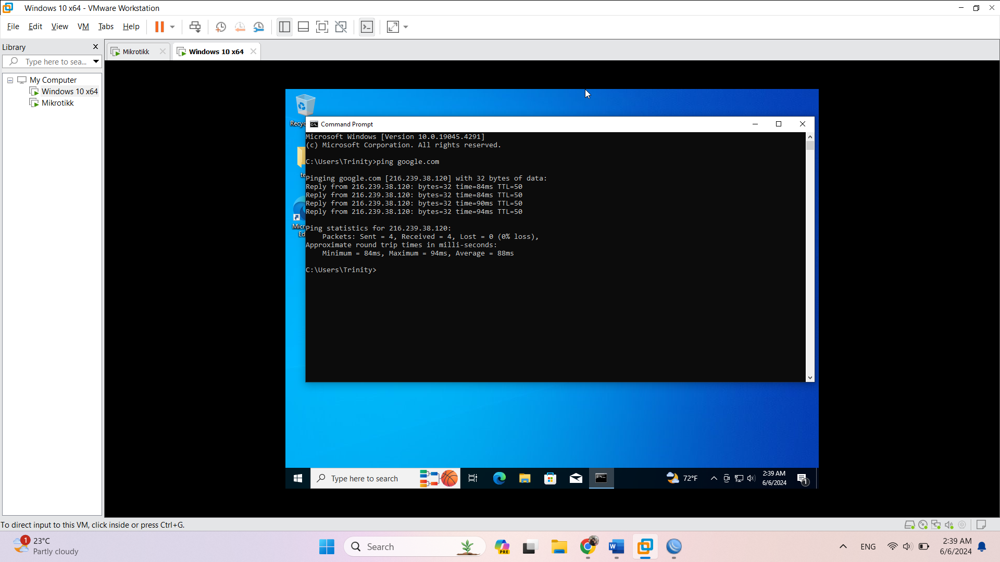 Windows 10 x64 - VMware Workstation
File Edit View VM Tabs Help
Library
Type here to sea...
My Computer
Windows 10 x64
Mikrotikk
Mikrotikk
Windows 10 x64
Recyc
te
Micr
Ed
Command Prompt
Microsoft Windows [Version 10.0.19045.4291]
(c) Microsoft Corporation. All rights reserved.
C:\Users\Trinity>ping google.com
Pinging google.com [216.239.38.120] with 32 bytes of data:
Reply from 216.239.38.120: bytes=32 time=84ms TTL=50
Reply from 216.239.38.120: bytes=32 time=84ms TTL=50
Reply from 216.239.38.120: bytes=32 time=90ms TTL=50
Reply from 216.239.38.120: bytes=32 time=94ms TTL=50
Ping statistics for 216.239.38.120:
Packets: Sent = 4, Received = 4, Lost = 0 (0% loss),
Approximate round trip times in milli-seconds:
Minimum = 84ms, Maximum = 94ms, Average = 88ms
C:\Users\Trinity>
Type here to search
72°F
2:39 AM
6/6/2024
1
To direct input to this VM, click inside or press Ctrl+G.
1
23°C
Partly cloudy
Search
PRE
W
ENG
2:39 AM
6/6/2024